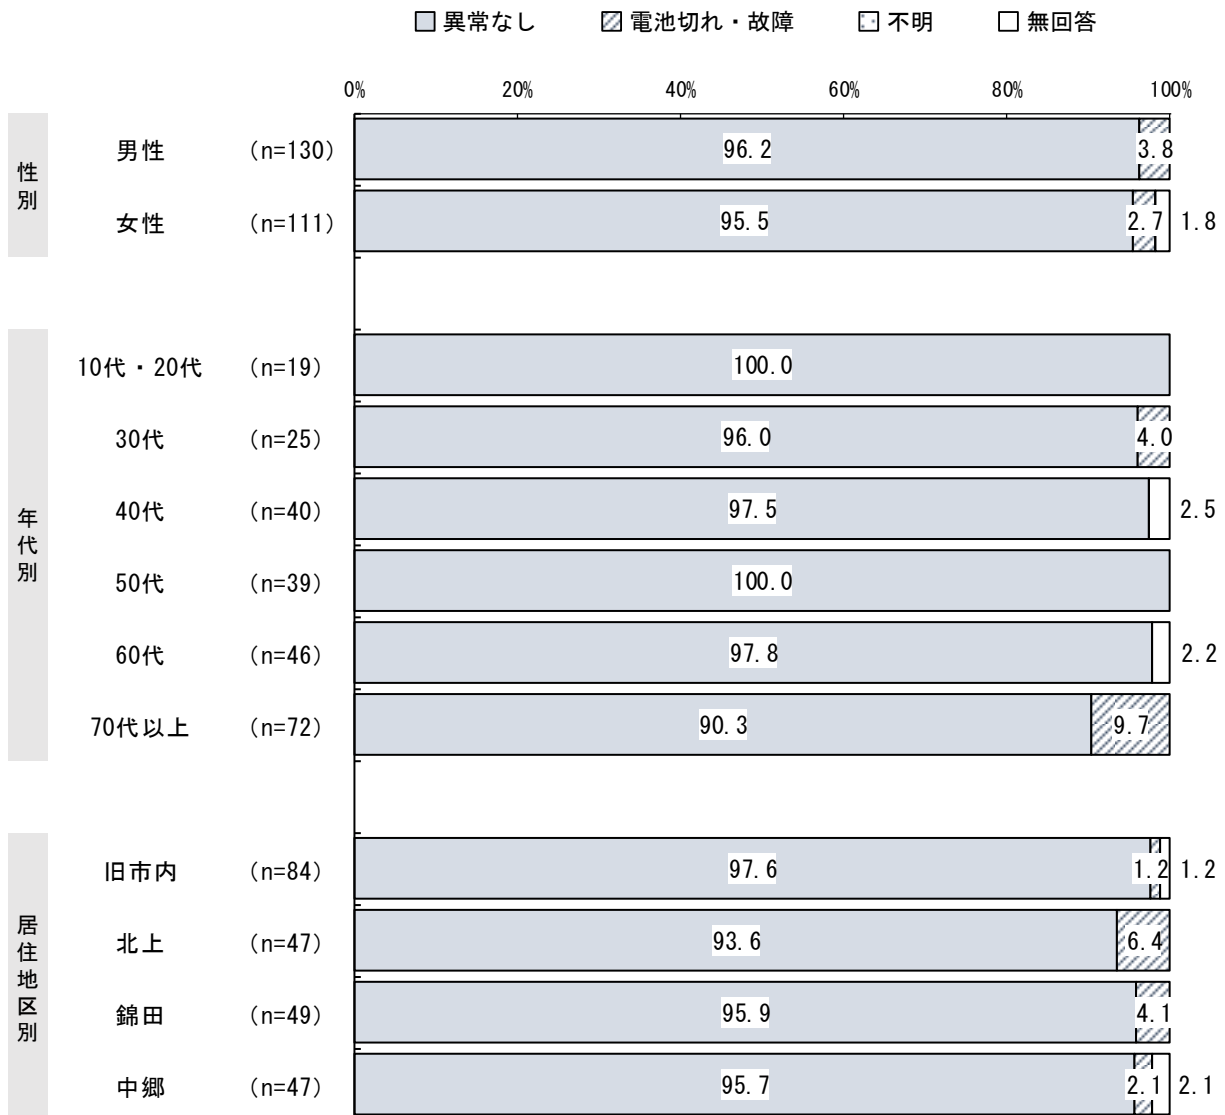 異常なし 電池切れ・故障 不明 無回答
0% 20% 40% 60% 80% 100%
性別
男性 (n=130) 96.2 3.8
女性 (n=111) 95.5 2.7 1.8
年代別
10代・20代 (n=19) 100.0
30代 (n=25) 96.0 4.0
40代 (n=40) 97.5 2.5
50代 (n=39) 100.0
60代 (n=46) 97.8 2.2
70代以上 (n=72) 90.3 9.7
居住地区別
旧市内 (n=84) 97.6 1.2 1.2
北上 (n=47) 93.6 6.4
錦田 (n=49) 95.9 4.1
中郷 (n=47) 95.7 2.1 2.1